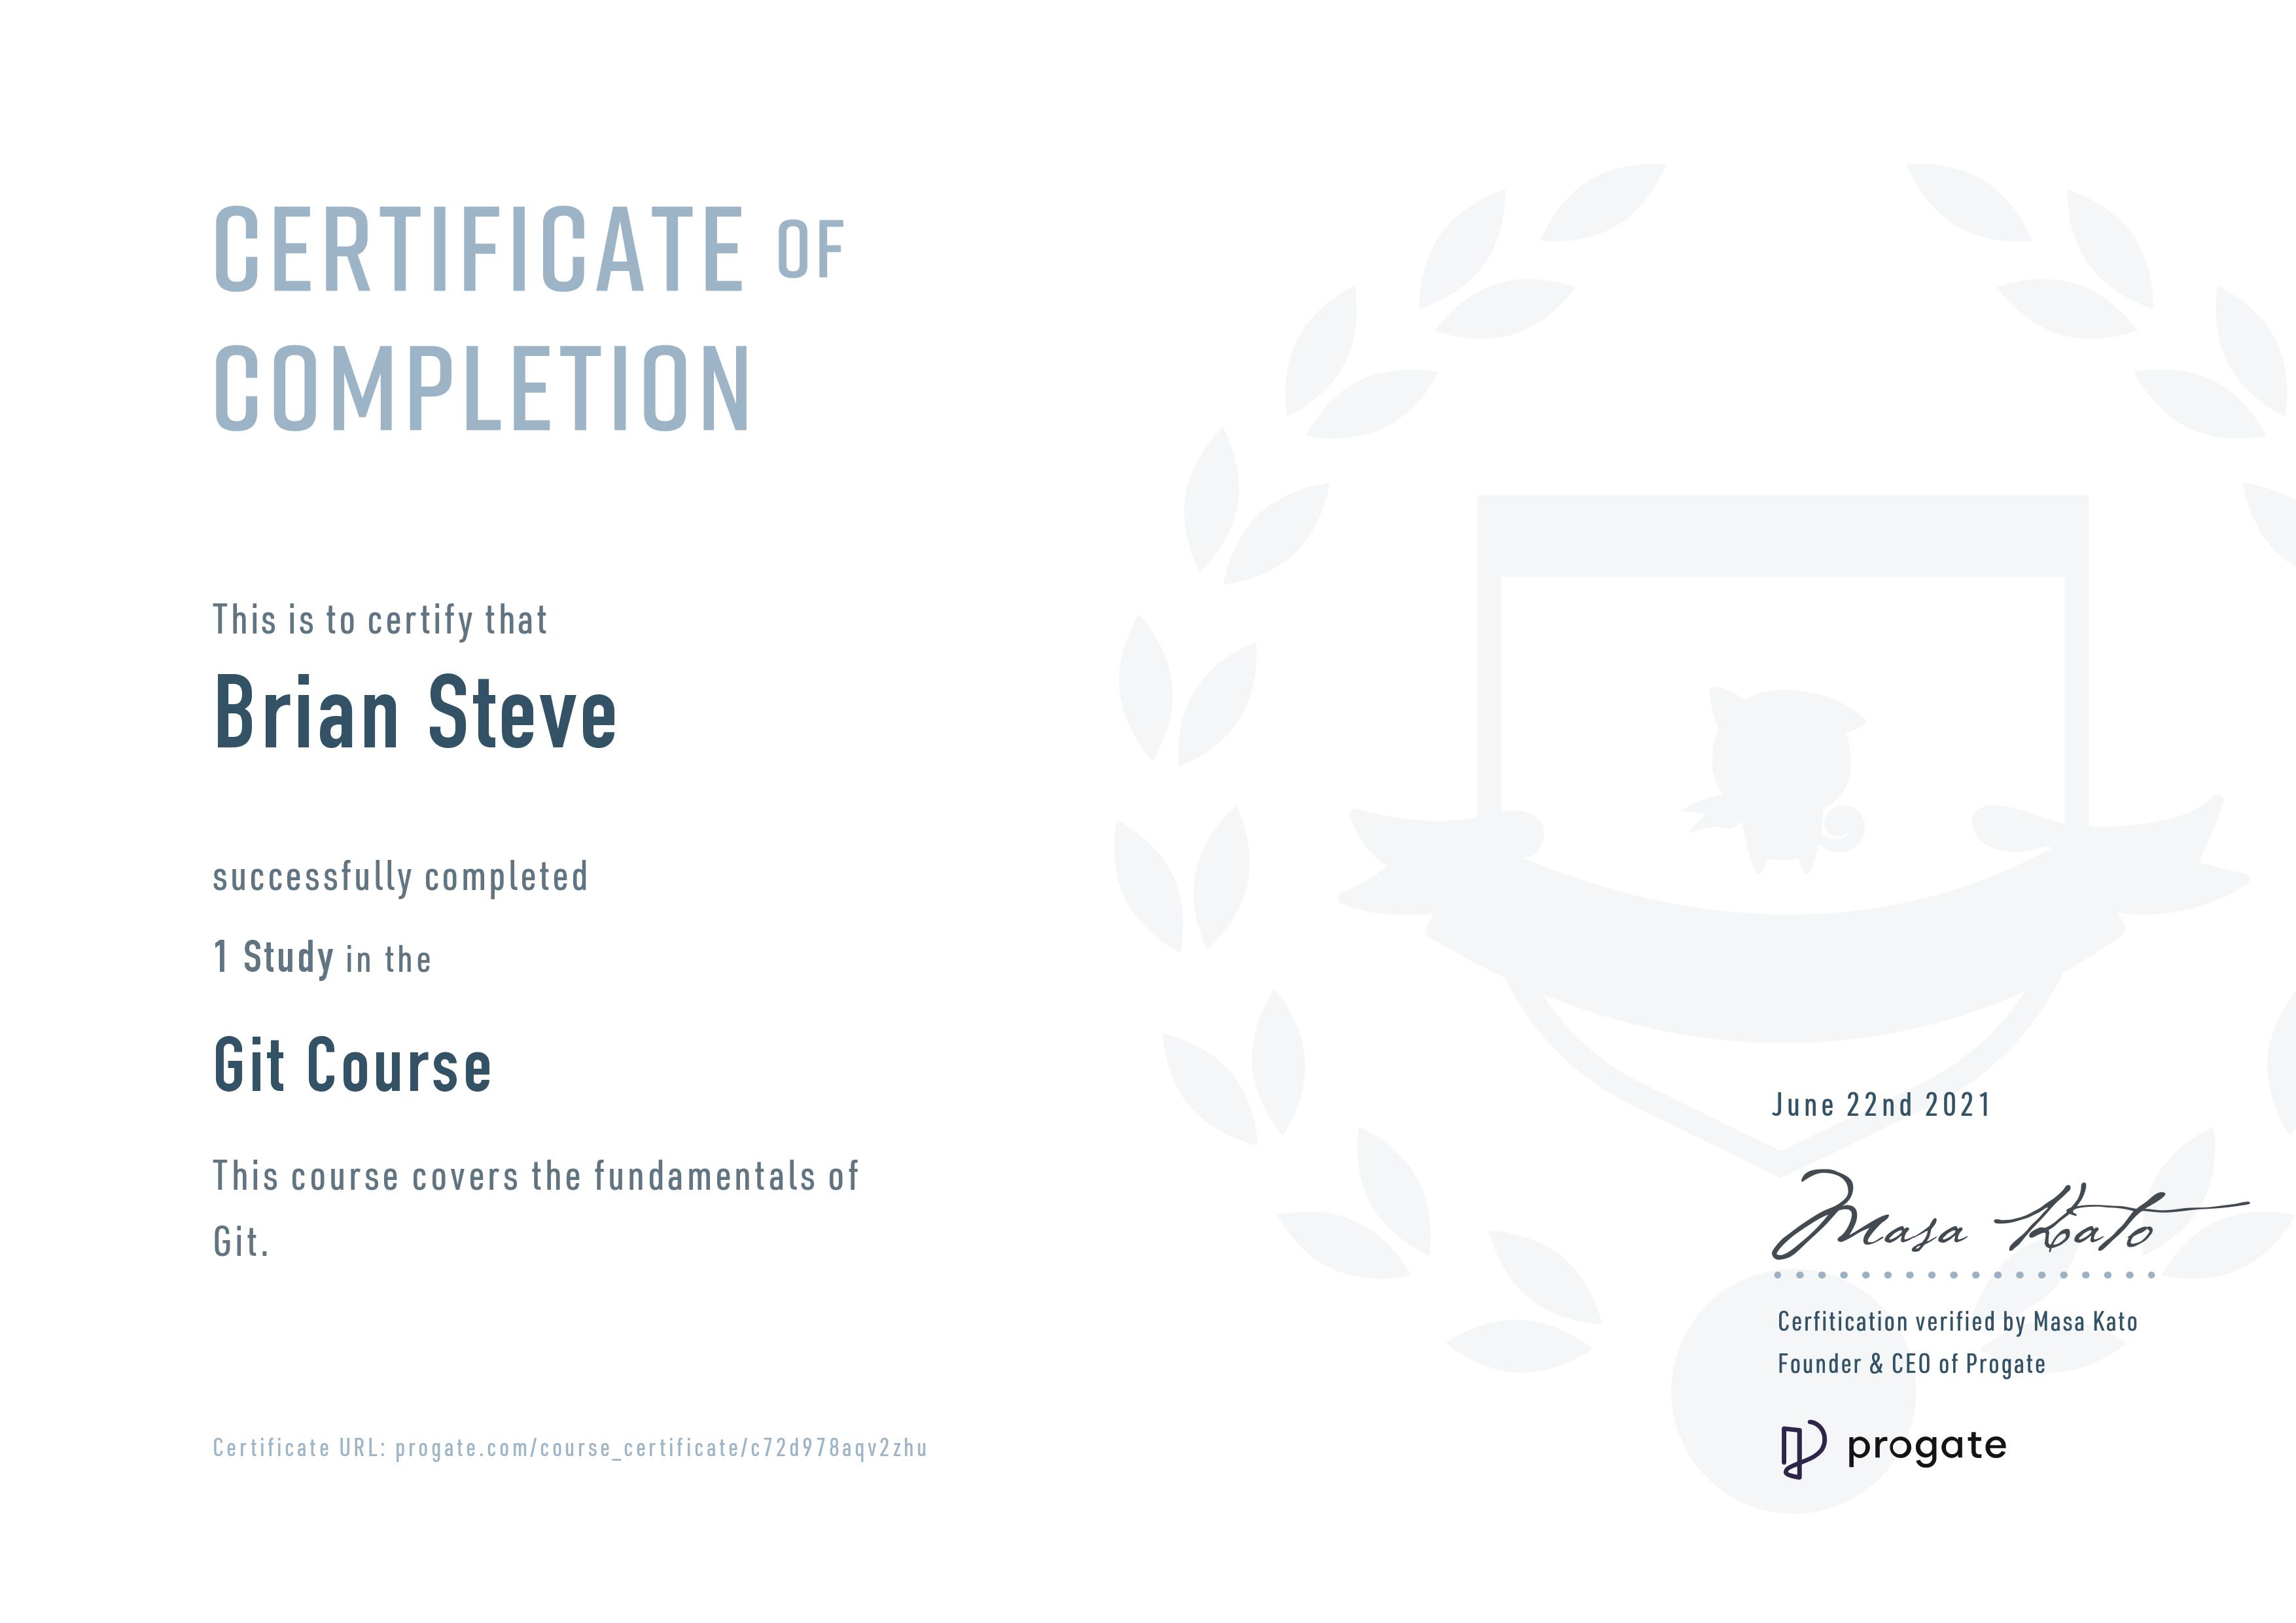 CERTIFICATE OF
COMPLETION
This is to certify that
Brian Steve
successfully completed
1 Study in the
Git Course
This course covers the fundamentals of
Git.
Certificate URL: progate.com/course_certificate/c72d978aqv2zhu
June 22nd 2021
Masa Kato
Cerfitication verified by Masa Kato
Founder & CEO of Progate
progate